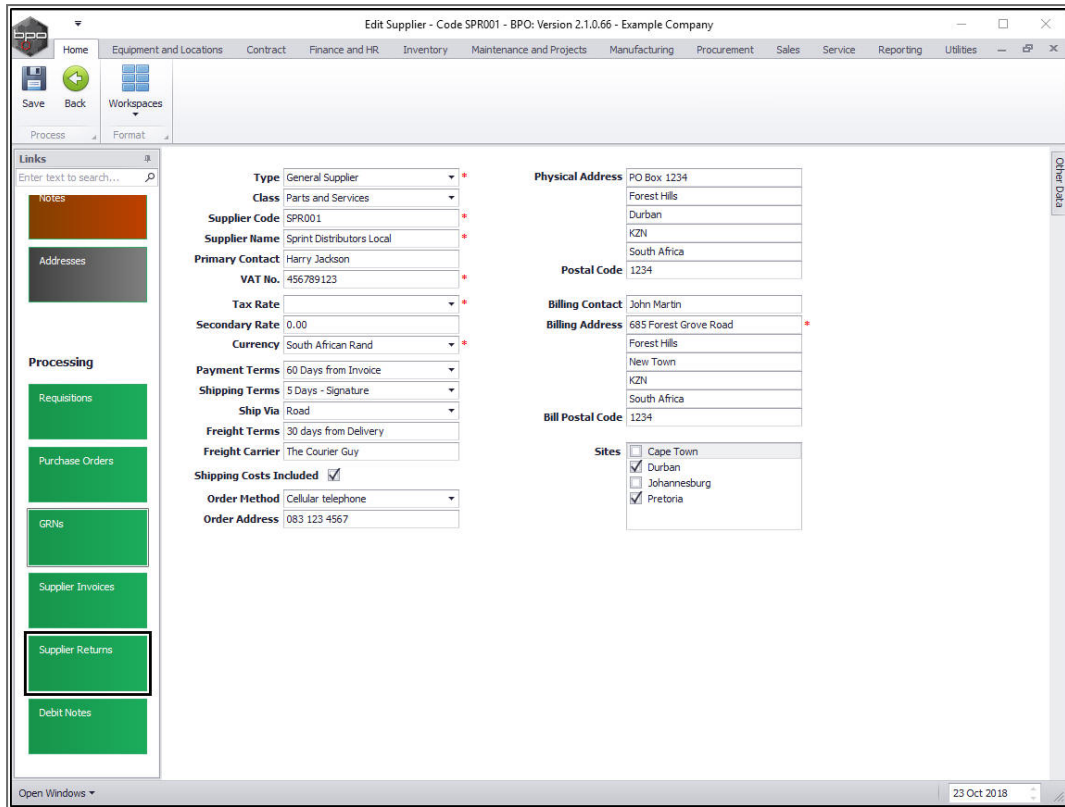 Edit Supplier - Code SPR001 - BPO: Version 2.1.0.66 - Example Company
bpo
Home Equipment and Locations Contract Finance and HR Inventory Maintenance and Projects Manufacturing Procurement Sales Service Reporting Utilities
Save Back Workspaces
Process Format
Links
Enter text to search...
Notes
Addresses
Processing
Requisitions
Purchase Orders
GRNs
Supplier Invoices
Supplier Returns
Debit Notes
Type General Supplier *
Class Parts and Services
Supplier Code SPR001 *
Supplier Name Sprint Distributors Local *
Primary Contact Harry Jackson
VAT No. 456789123 *
Tax Rate *
Secondary Rate 0.00
Currency South African Rand *
Payment Terms 60 Days from Invoice
Shipping Terms 5 Days - Signature
Ship Via Road
Freight Terms 30 days from Delivery
Freight Carrier The Courier Guy
Shipping Costs Included
Order Method Cellular telephone
Order Address 083 123 4567
Physical Address PO Box 1234
Forest Hills
Durban
KZN
South Africa
Postal Code 1234
Billing Contact John Martin
Billing Address 685 Forest Grove Road *
Forest Hills
New Town
KZN
South Africa
Bill Postal Code 1234
Sites Cape Town
Durban
Johannesburg
Pretoria
Other Data
Open Windows
23 Oct 2018